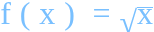 f ( x ) = √x